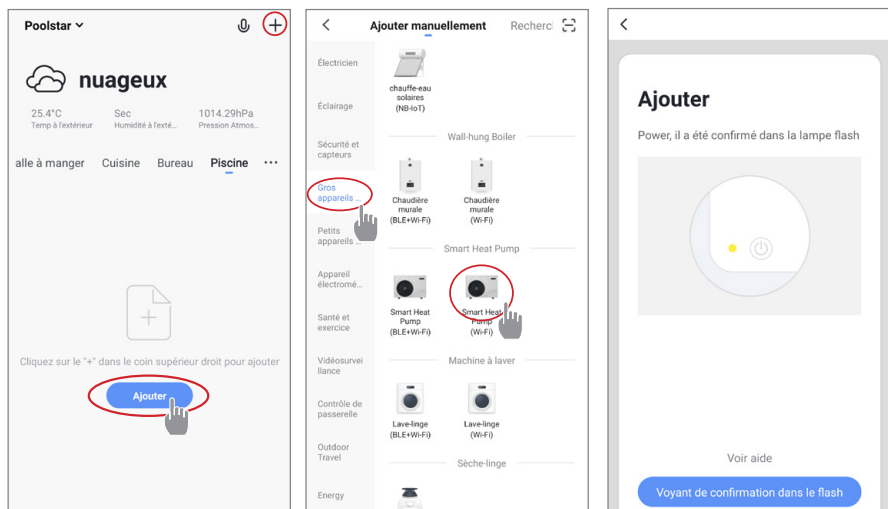 Poolstar
nuageux
25.4°C Sec 1014.29hPa
Temp à l'extérieur Humidité à l'exté... Pression Atmos...
alle à manger Cuisine Bureau Piscine ...
Cliquez sur le "+" dans le coin supérieur droit pour ajouter
Ajouter
Ajouter manuellement Recherc
Électricien
Éclairage
Sécurité et
capteurs
Gros
appareils ...
Petits
appareils ...
Appareil
électromé...
Santé et
exercice
Vidéosurvei
llance
Contrôle de
passerelle
Outdoor
Travel
Energy
chauffe-eau
solaires
(NB-IoT)
Wall-hung Boiler
Chaudière
murale
(BLE+Wi-Fi)
Chaudière
murale
(Wi-Fi)
Smart Heat Pump
Smart Heat
Pump
(BLE+Wi-Fi)
Smart Heat
Pump
(Wi-Fi)
Machine à laver
Lave-linge
(BLE+Wi-Fi)
Lave-linge
(Wi-Fi)
Sèche-linge
Ajouter
Power, il a été confirmé dans la lampe flash
Voir aide
Voyant de confirmation dans le flash